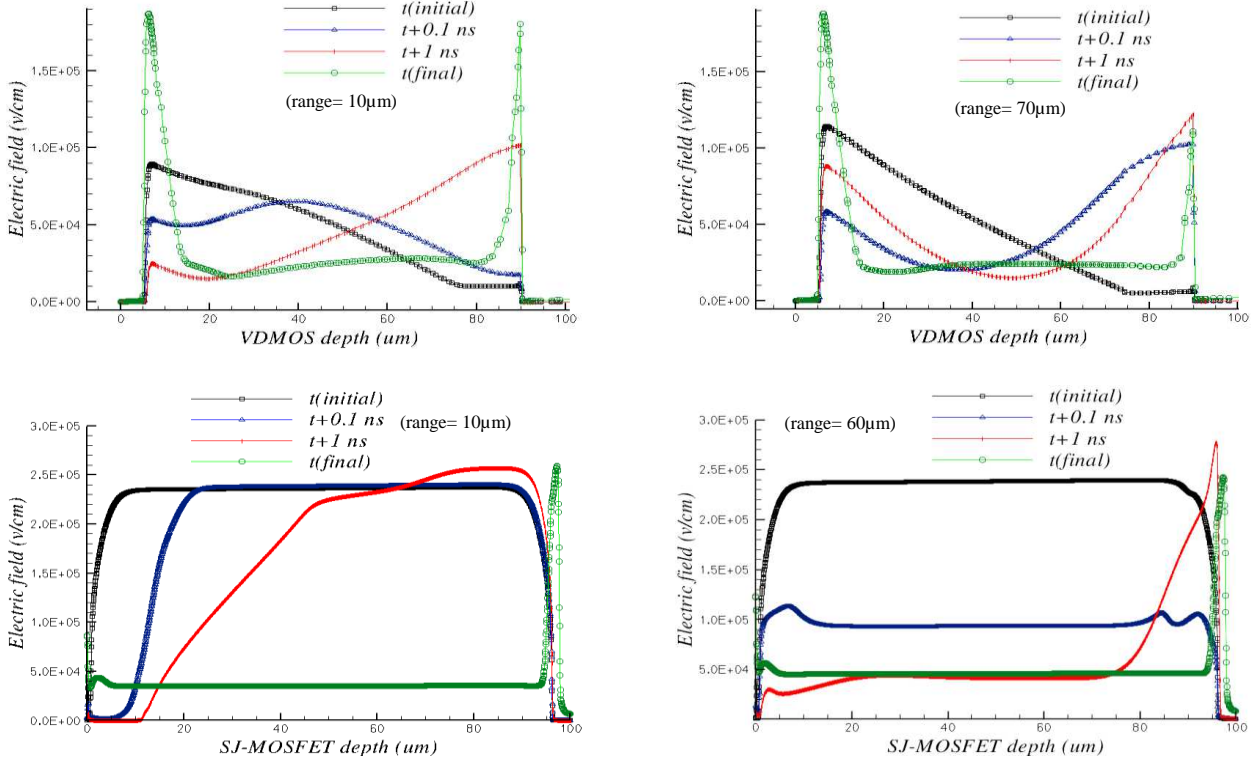 t(initial)
t+0.1 ns
t+1 ns
t(final)
(range= 10μm)
Electric field (v/cm)
1.5E+05
1.0E+05
5.0E+04
0.0E+00
0 20 40 60 80 100
VDMOS depth (um)
t(initial)
t+0.1 ns
t+1 ns
t(final)
(range= 70μm)
Electric field (v/cm)
1.5E+05
1.0E+05
5.0E+04
0.0E+00
0 20 40 60 80 100
VDMOS depth (um)
t(initial)
t+0.1 ns
t+1 ns
t(final)
(range= 10μm)
Electric field (v/cm)
3.0E+05
2.5E+05
2.0E+05
1.5E+05
1.0E+05
5.0E+04
0.0E+00
0 20 40 60 80 100
SJ-MOSFET depth (um)
t(initial)
t+0.1 ns
t+1 ns
t(final)
(range= 60μm)
Electric field (v/cm)
3.0E+05
2.5E+05
2.0E+05
1.5E+05
1.0E+05
5.0E+04
0 20 40 60 80 100
SJ-MOSFET depth (um)